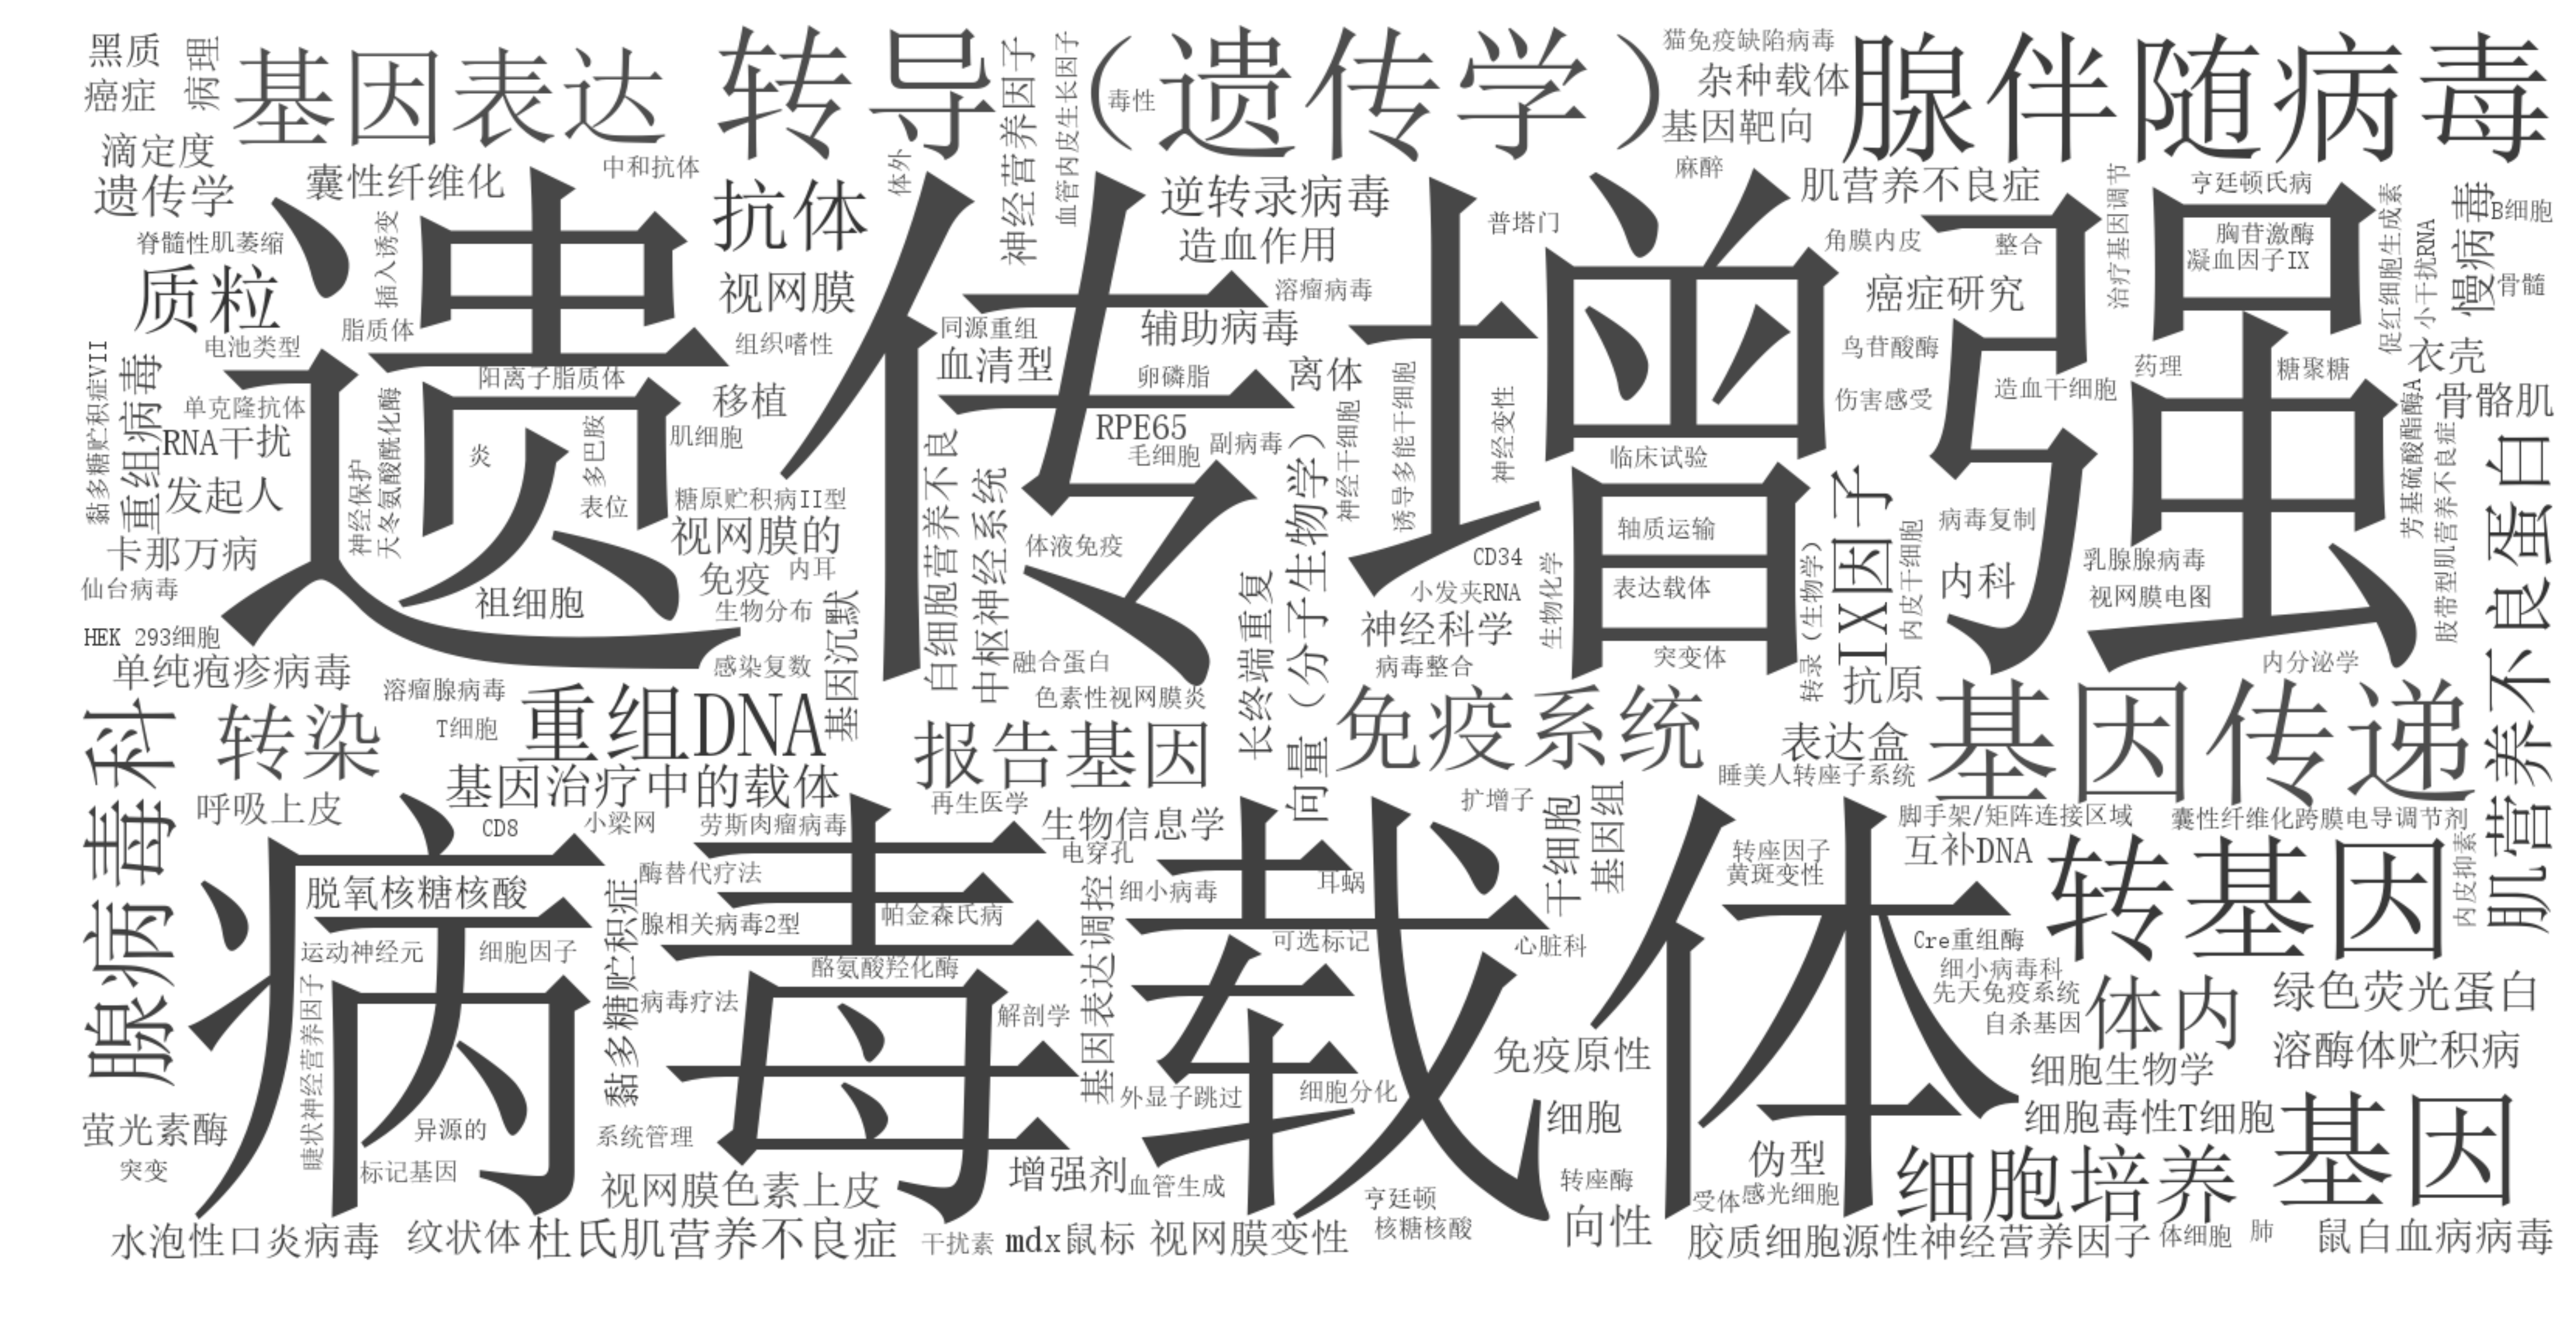 黑质
癌症
病理
基因表达
转导(遗传学)
神经营养因子
血管内皮生长因子
毒性
猫免疫缺陷病毒
杂种载体
基因靶向
麻醉
腺伴随病毒
滴定度
遗传学
囊性纤维化
中和抗体
体外
抗体
逆转录病毒
造血作用
普塔门
肌营养不良症
治疗基因调节
亨廷顿氏病
胸苷激酶
凝血因子IX
促红细胞生成素
小干扰RNA
慢病毒
B细胞
骨髓
脊髓性肌萎缩
插入诱变
质粒
脂质体
电池类型
遗传增强
视网膜
组织嗜性
溶瘤病毒
同源重组
辅助病毒
血清型
卵磷脂
离体
角膜内皮
整合
癌症研究
鸟苷酸酶
伤害感受
造血干细胞
药理
糖聚糖
衣壳
骨骼肌
黏多糖贮积症VII
重组病毒
单克隆抗体
RNA干扰
发起人
神经保护
天冬氨酸酰化酶
阳离子脂质体
炎
多巴胺
表位
移植
肌细胞
糖原贮积病II型
视网膜的
免疫
内耳
生物分布
RPE65
毛细胞
副病毒
白细胞营养不良
中枢神经系统
体液免疫
向量(分子生物学)
神经干细胞
诱导多能干细胞
神经变性
临床试验
轴质运输
表达载体
突变体
CD34
小发夹RNA
神经科学
病毒整合
生物化学
转录(生物学)
IX因子
内皮干细胞
病毒复制
内科
乳腺腺病毒
视网膜电图
芳基硫酸酯酶A
肢带型肌营养不良症
肌营养不良蛋白
内分泌学
卡那万病
仙台病毒
HEK 293细胞
单纯疱疹病毒
祖细胞
感染复数
基因沉默
融合蛋白
色素性视网膜炎
长终端重复
抗原
腺病毒科
转染
溶瘤腺病毒
T细胞
重组DNA
基因治疗中的载体
报告基因
免疫系统
表达盒
睡美人转座子系统
基因传递
呼吸上皮
CD8
小梁网
劳斯肉瘤病毒
再生医学
生物信息学
电穿孔
扩增子
干细胞
基因组
脚手架/矩阵连接区域
囊性纤维化跨膜电导调节剂
互补DNA
转基因
内皮抑素
病毒载体
脱氧核糖核酸
运动神经元
细胞因子
黏多糖贮积症
酶替代疗法
腺相关病毒2型
帕金森氏病
酪氨酸羟化酶
病毒疗法
解剖学
基因表达调控
细小病毒
耳蜗
可选标记
心脏科
转座因子
黄斑变性
Cre重组酶
细小病毒科
先天免疫系统
自杀基因
体内
绿色荧光蛋白
溶酶体贮积病
细胞生物学
细胞毒性T细胞
基因
睫状神经营养因子
萤光素酶
突变
异源的
标记基因
系统管理
视网膜色素上皮
增强剂
血管生成
外显子跳过
细胞分化
免疫原性
细胞
转座酶
向性
亨廷顿
核糖核酸
伪型
受体
感光细胞
细胞培养
水泡性口炎病毒
纹状体
杜氏肌营养不良症
干扰素
mdx鼠标
视网膜变性
胶质细胞源性神经营养因子
体细胞
肺
鼠白血病病毒